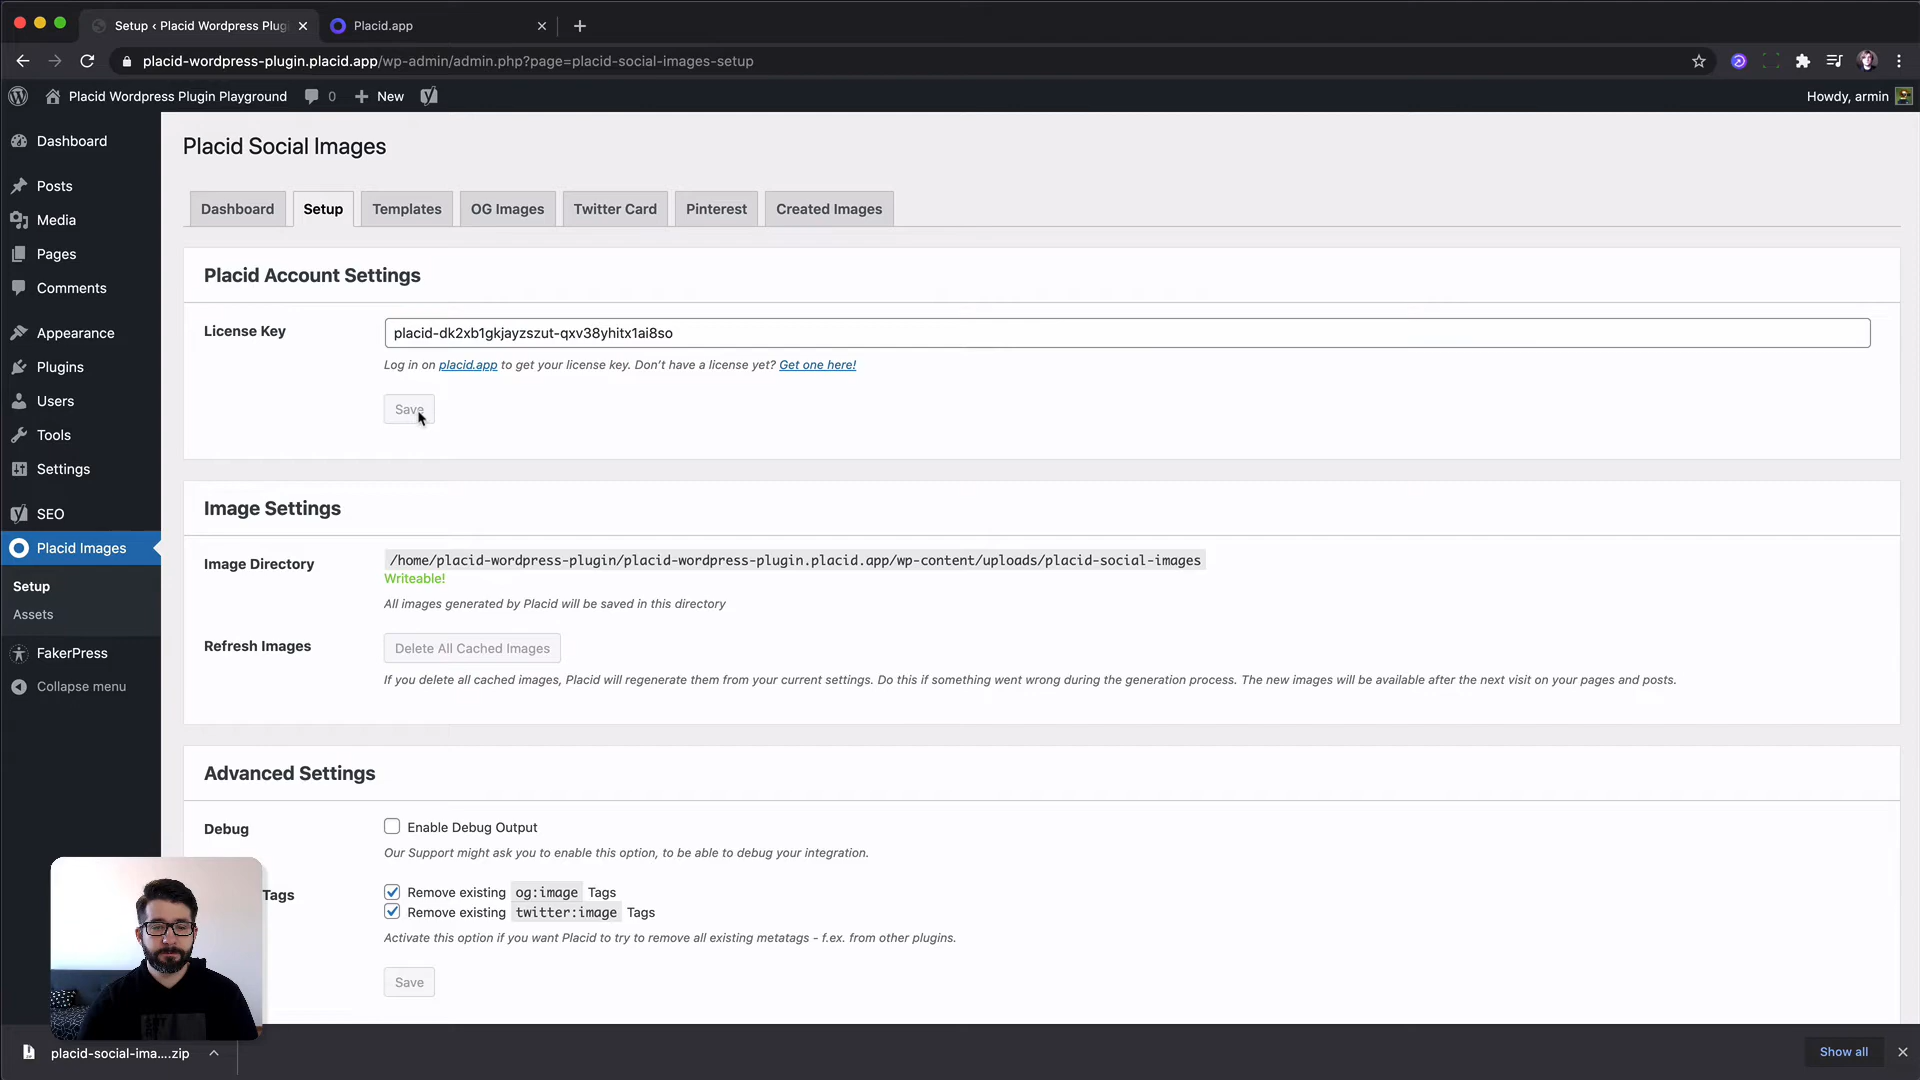 Setup ‹ Placid Wordpress Plug
Placid.app
placid-wordpress-plugin.placid.app/wp-admin/admin.php?page=placid-social-images-setup
Placid Wordpress Plugin Playground
0
New
Howdy, armin
Dashboard
Posts
Media
Pages
Comments
Appearance
Plugins
Users
Tools
Settings
SEO
Placid Images
Setup
Assets
FakerPress
Collapse menu
Placid Social Images
Dashboard
Setup
Templates
OG Images
Twitter Card
Pinterest
Created Images
Placid Account Settings
License Key
placid-dk2xb1gkjayzszut-qxv38yhitx1ai8so
Log in on placid.app to get your license key. Don't have a license yet? Get one here!
Save
Image Settings
Image Directory
/home/placid-wordpress-plugin/placid-wordpress-plugin.placid.app/wp-content/uploads/placid-social-images
Writeable!
All images generated by Placid will be saved in this directory
Refresh Images
Delete All Cached Images
If you delete all cached images, Placid will regenerate them from your current settings. Do this if something went wrong during the generation process. The new images will be available after the next visit on your pages and posts.
Advanced Settings
Debug
Enable Debug Output
Our Support might ask you to enable this option, to be able to debug your integration.
Tags
Remove existing og:image Tags
Remove existing twitter:image Tags
Activate this option if you want Placid to try to remove all existing metatags - f.ex. from other plugins.
Save
placid-social-ima....zip
Show all